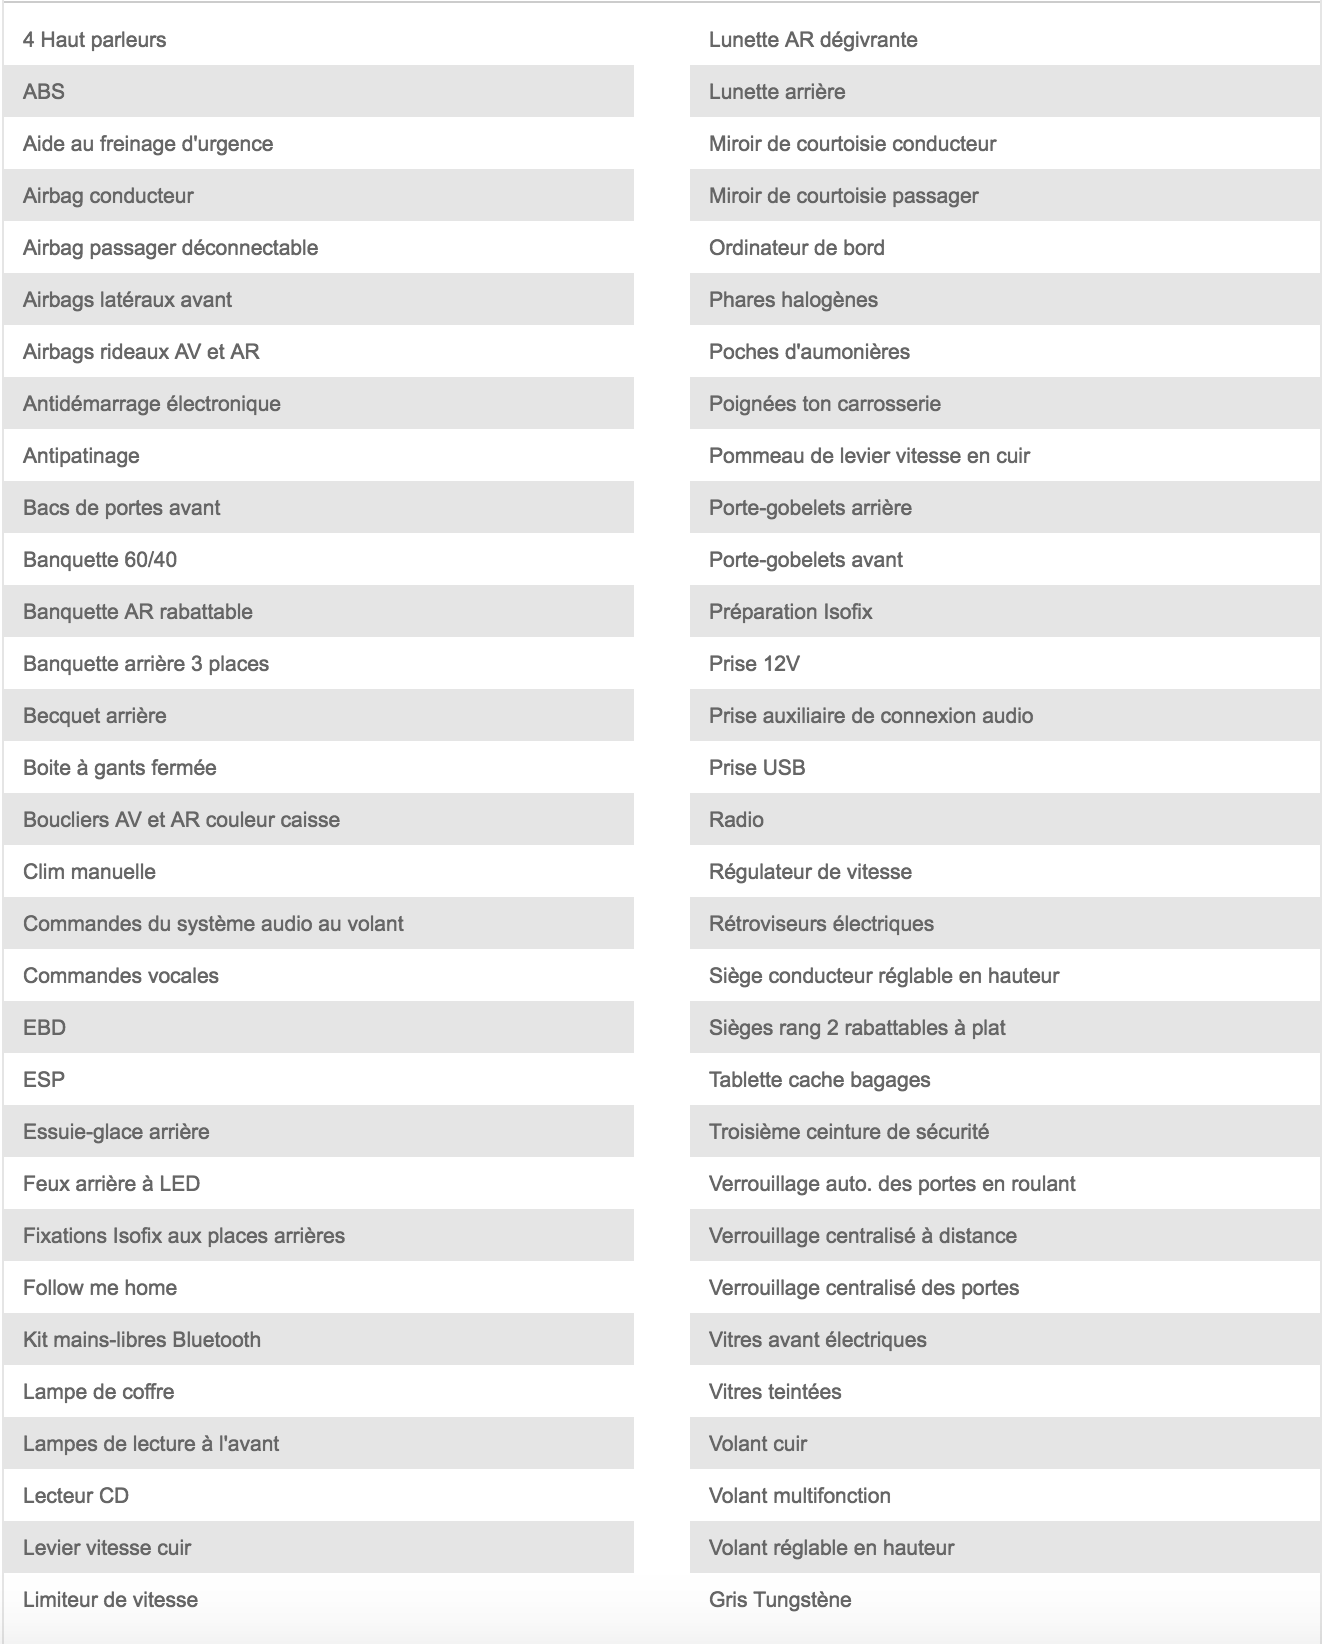 4 Haut parleurs
ABS
Aide au freinage d'urgence
Airbag conducteur
Airbag passager déconnectable
Airbags latéraux avant
Airbags rideaux AV et AR
Antidémarrage électronique
Antipatinage
Bacs de portes avant
Banquette 60/40
Banquette AR rabattable
Banquette arrière 3 places
Becquet arrière
Boite à gants fermée
Boucliers AV et AR couleur caisse
Clim manuelle
Commandes du système audio au volant
Commandes vocales
EBD
ESP
Essuie-glace arrière
Feux arrière à LED
Fixations Isofix aux places arrières
Follow me home
Kit mains-libres Bluetooth
Lampe de coffre
Lampes de lecture à l'avant
Lecteur CD
Levier vitesse cuir
Limiteur de vitesse
Lunette AR dégivrante
Lunette arrière
Miroir de courtoisie conducteur
Miroir de courtoisie passager
Ordinateur de bord
Phares halogènes
Poches d'aumonières
Poignées ton carrosserie
Pommeau de levier vitesse en cuir
Porte-gobelets arrière
Porte-gobelets avant
Préparation Isofix
Prise 12V
Prise auxiliaire de connexion audio
Prise USB
Radio
Régulateur de vitesse
Rétroviseurs électriques
Siège conducteur réglable en hauteur
Sièges rang 2 rabattables à plat
Tablette cache bagages
Troisième ceinture de sécurité
Verrouillage auto. des portes en roulant
Verrouillage centralisé à distance
Verrouillage centralisé des portes
Vitres avant électriques
Vitres teintées
Volant cuir
Volant multifonction
Volant réglable en hauteur
Gris Tungstène